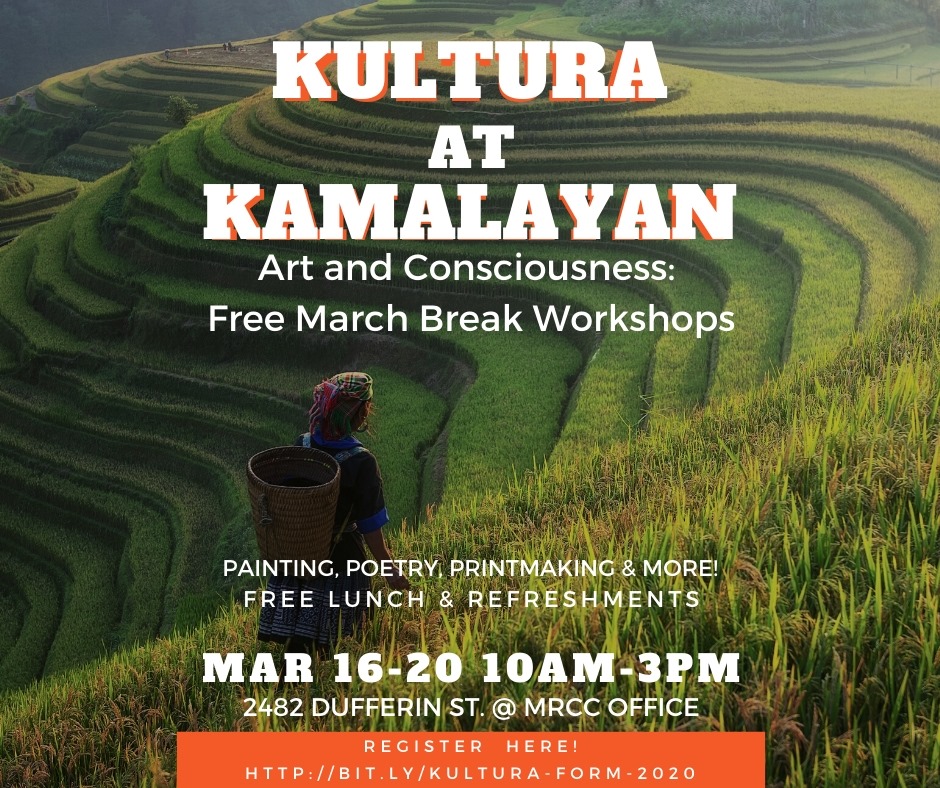 KULTURA
AT
KAMALAYAN
Art and Consciousness:
Free March Break Workshops
PAINTING, POETRY, PRINTMAKING & MORE!
FREE LUNCH & REFRESHMENTS
MAR 16-20 10AM-3PM
2482 DUFFERIN ST. @ MRCC OFFICE
REGISTER HERE!
HTTP://BIT.LY/KULTURA-FORM-2020